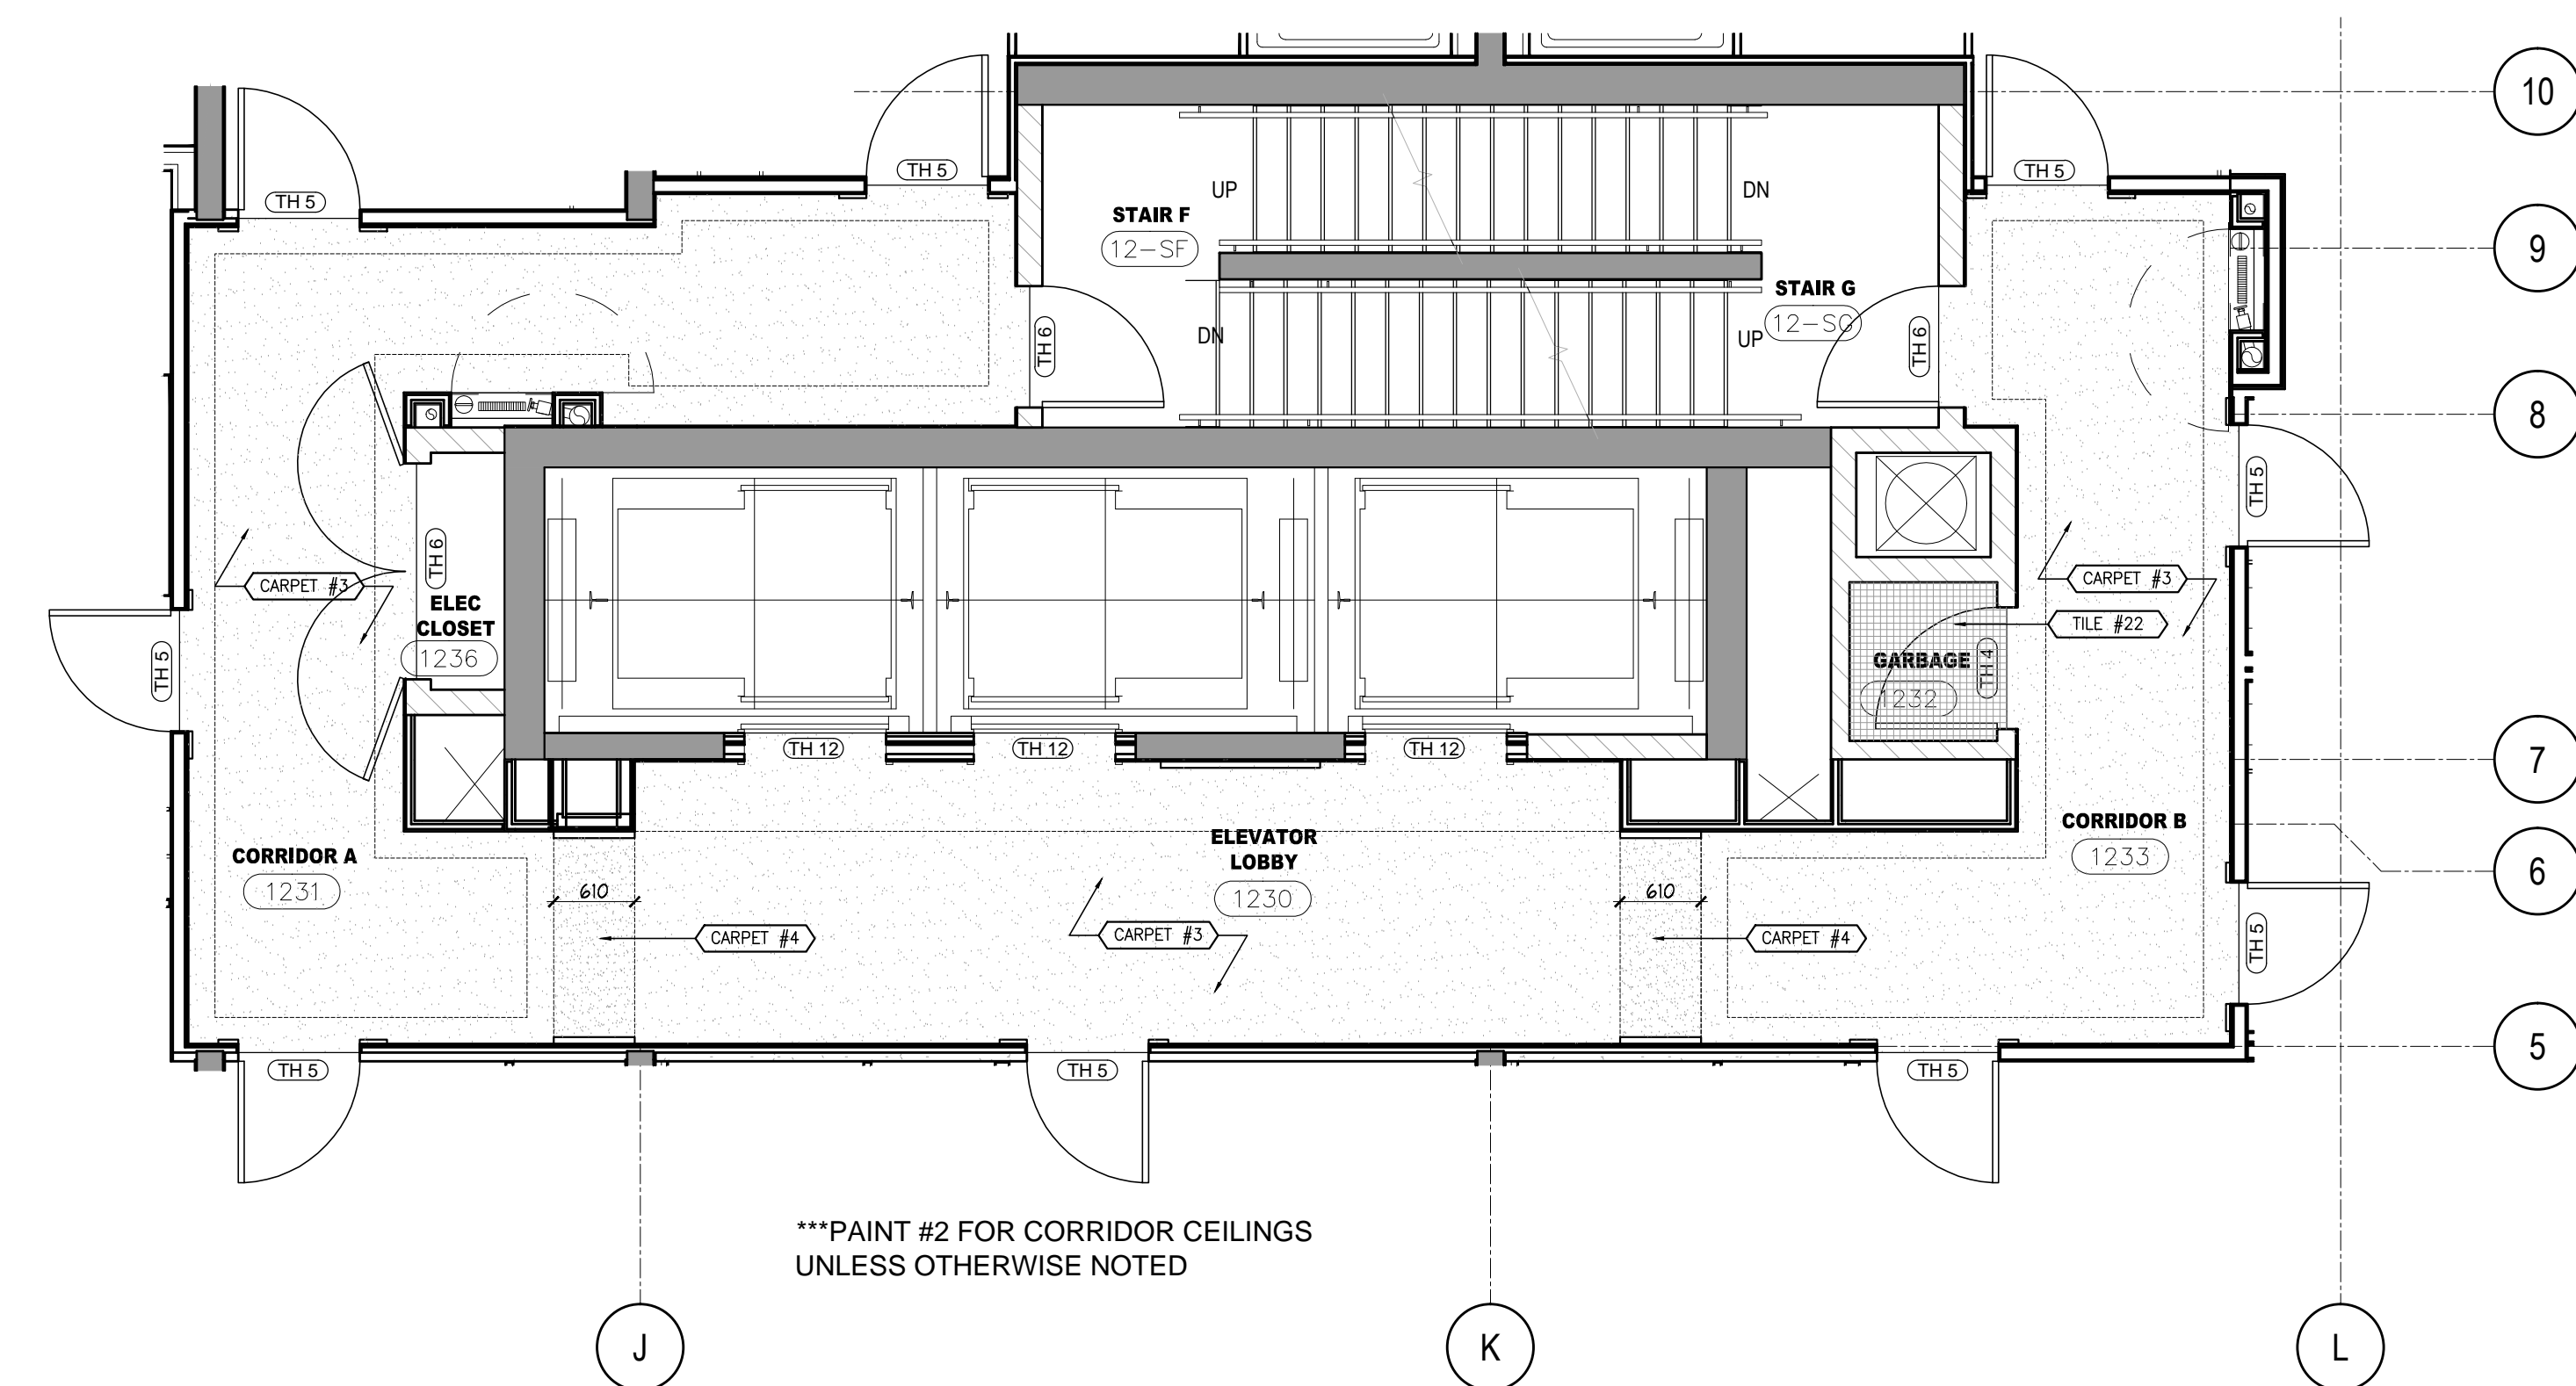 10
TH 5
TH 5
TH 5
UP
DN
STAIR F
12-SF
9
STAIR G
12-SG
DN
UP
TH 6
TH 6
8
TH 5
TH 6
CARPET #3
CARPET #3
ELEC
CLOSET
1236
TILE #22
TH 5
GARBAGE
TH 4
1232
TH 12
TH 12
TH 12
7
CORRIDOR A
1231
ELEVATOR
LOBBY
1230
CORRIDOR B
1233
6
610
610
CARPET #4
CARPET #3
CARPET #4
TH 5
5
TH 5
TH 5
TH 5
***PAINT #2 FOR CORRIDOR CEILINGS
UNLESS OTHERWISE NOTED
J
K
L